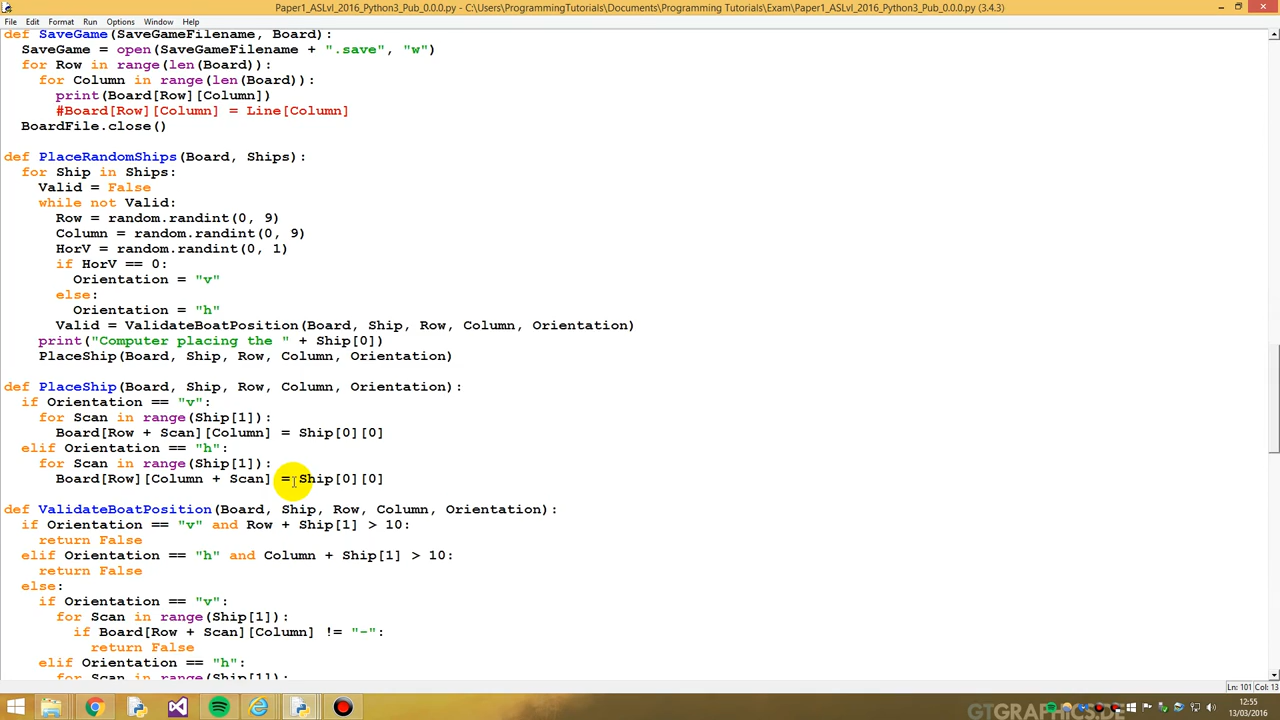 Paper1_ASLvl_2016_Python3_Pub_0.0.0.py - C:\Users\ProgrammingTutorials\Documents\Programming Tutorials\Exam\Paper1_ASLvl_2016_Python3_Pub_0.0.0.py (3.4.3)
File Edit Format Run Options Window Help
def SaveGame(SaveGameFilename, Board):
  SaveGame = open(SaveGameFilename + ".save", "w")
  for Row in range(len(Board)):
    for Column in range(len(Board)):
      print(Board[Row][Column])
      #Board[Row][Column] = Line[Column]
  BoardFile.close()
def PlaceRandomShips(Board, Ships):
  for Ship in Ships:
    Valid = False
    while not Valid:
      Row = random.randint(0, 9)
      Column = random.randint(0, 9)
      HorV = random.randint(0, 1)
      if HorV == 0:
        Orientation = "v"
      else:
        Orientation = "h"
      Valid = ValidateBoatPosition(Board, Ship, Row, Column, Orientation)
    print("Computer placing the " + Ship[0])
    PlaceShip(Board, Ship, Row, Column, Orientation)
def PlaceShip(Board, Ship, Row, Column, Orientation):
  if Orientation == "v":
    for Scan in range(Ship[1]):
      Board[Row + Scan][Column] = Ship[0][0]
  elif Orientation == "h":
    for Scan in range(Ship[1]):
      Board[Row][Column + Scan] = Ship[0][0]
def ValidateBoatPosition(Board, Ship, Row, Column, Orientation):
  if Orientation == "v" and Row + Ship[1] > 10:
    return False
  elif Orientation == "h" and Column + Ship[1] > 10:
    return False
  else:
    if Orientation == "v":
      for Scan in range(Ship[1]):
        if Board[Row + Scan][Column] != "-":
          return False
    elif Orientation == "h":
      for Scan in range(Ship[1]):
Ln: 101 Col: 13
12:55
13/03/2016